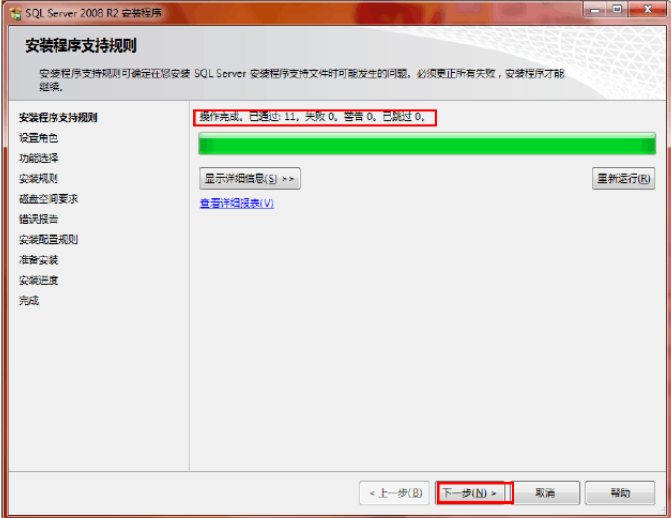 SQL Server 2008 R2 安装程序
安装程序支持规则
安装程序支持规则可确定在您安装 SQL Server 安装程序支持文件时可能发生的问题。必须更正所有失败，安装程序才能
继续。
安装程序支持规则
设置角色
功能选择
安装规则
磁盘空间要求
错误报告
安装配置规则
准备安装
安装进度
完成
操作完成。已通过: 11。失败 0。警告 0。已跳过 0。
显示详细信息(S) >>
重新运行(R)
查看详细报表(V)
< 上一步(B)
下一步(N) >
取消
帮助